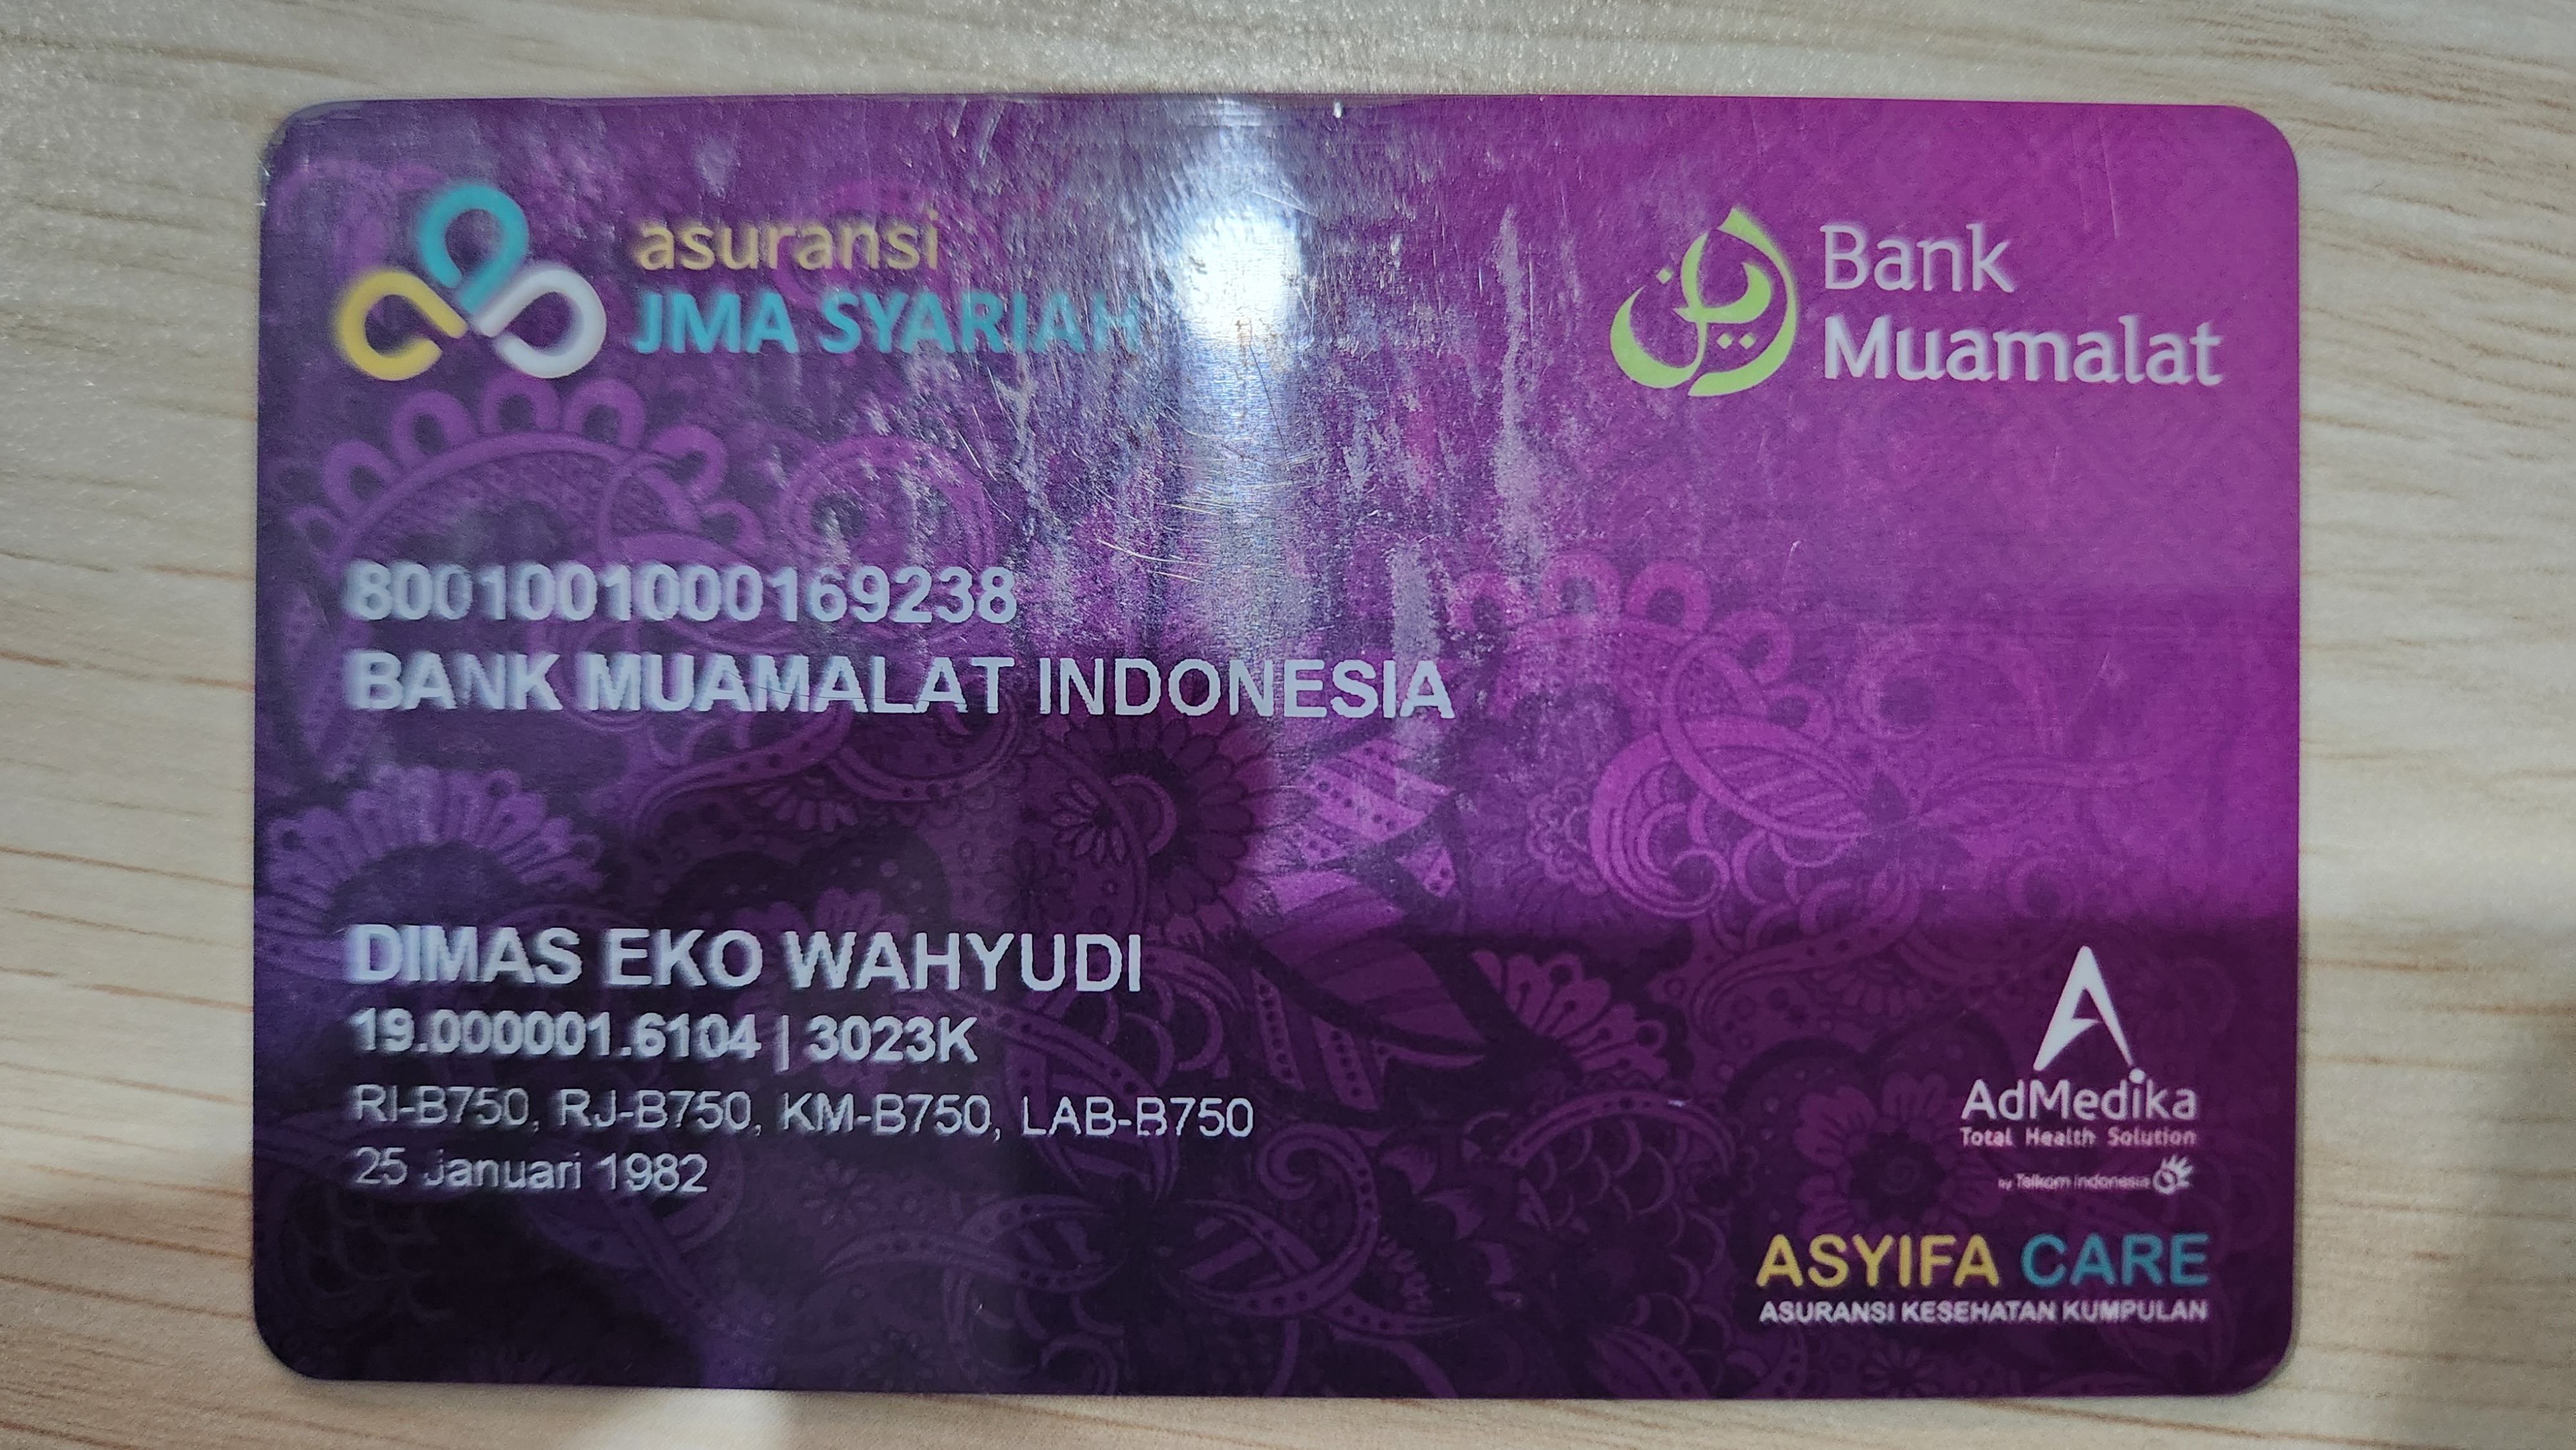 asuransi
JMA SYARIAH
Bank
Muamalat
8001001000169238
BANK MUAMALAT INDONESIA
DIMAS EKO WAHYUDI
19.000001.6104 | 3023K
RI-B750, RJ-B750, KM-B750, LAB-B750
25 Januari 1982
AdMedika
Total Health Solution
by Telkom Indonesia
ASYIFA CARE
ASURANSI KESEHATAN KUMPULAN